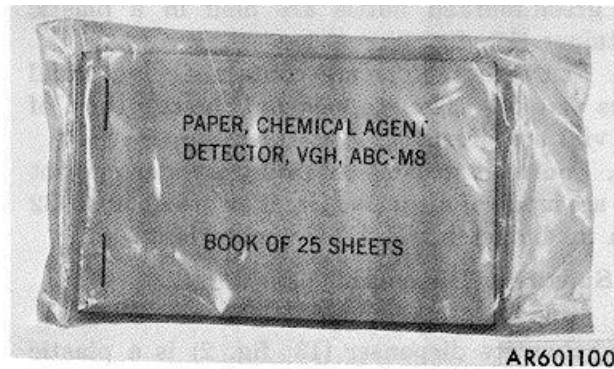 PAPER, CHEMICAL AGENT
DETECTOR, VGH, ABC-M8
BOOK OF 25 SHEETS
AR601100